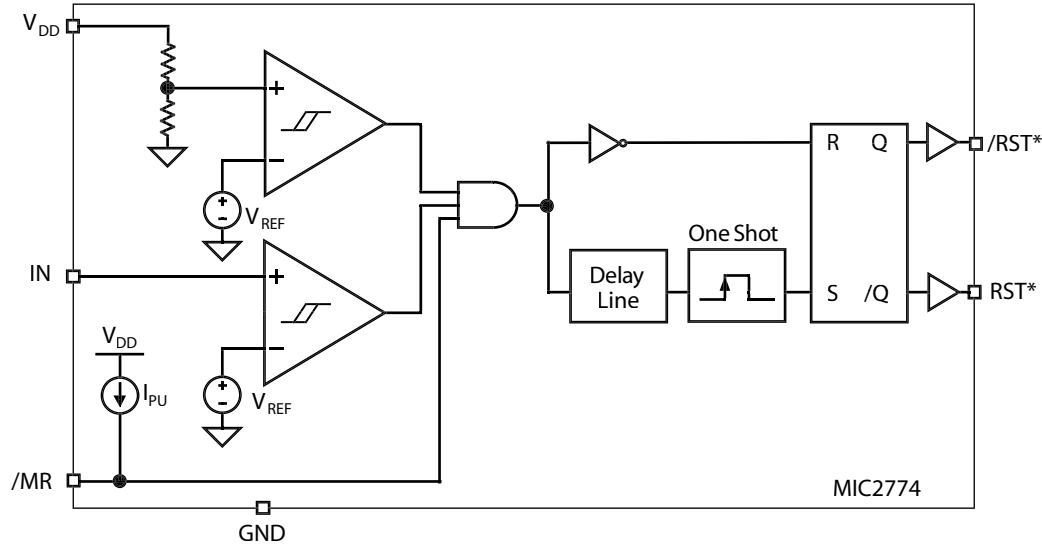 VDD
+
−
+
−
VREF
R Q
/RST*
One Shot
IN
+
−
Delay
Line
S /Q
RST*
VDD
IPU
+
−
VREF
/MR
MIC2774
GND